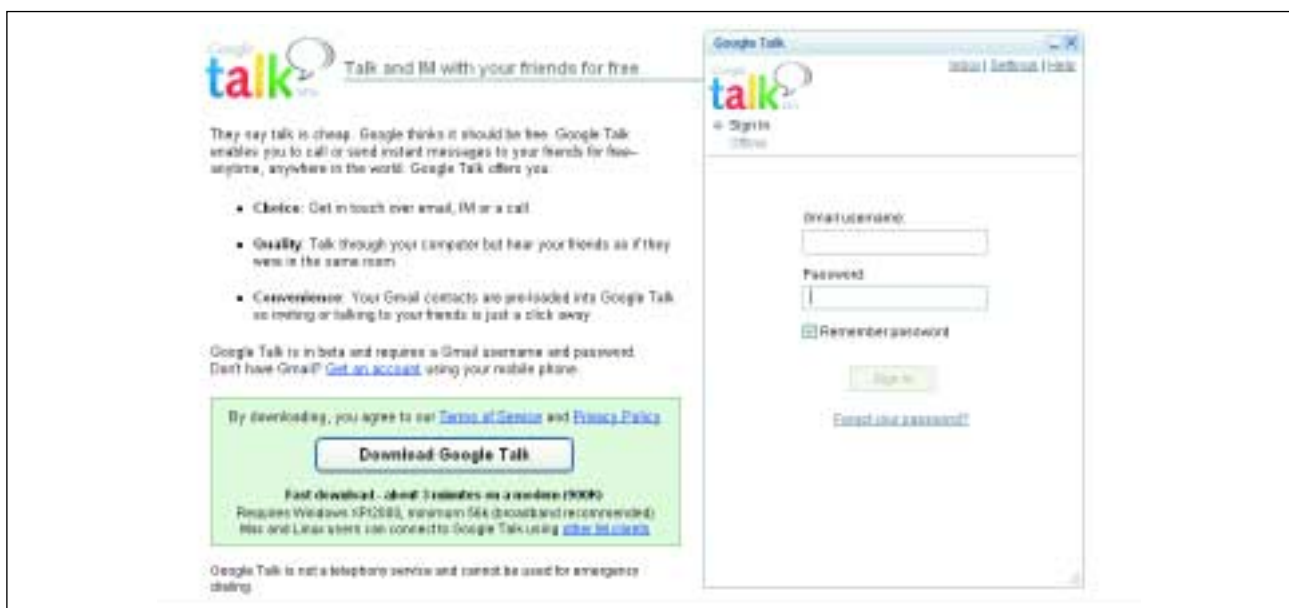 Google
talk
BETA
Talk and IM with your friends for free
They say talk is cheap. Google thinks it should be free. Google Talk
enables you to call or send instant messages to your friends for free–
anytime, anywhere in the world. Google Talk offers you:
• Choice: Get in touch over email, IM or a call
• Quality: Talk through your computer but hear your friends as if they
were in the same room
• Convenience: Your Gmail contacts are pre-loaded into Google Talk
so inviting or talking to your friends is just a click away
Google Talk is in beta and requires a Gmail username and password.
Don't have Gmail? Get an account using your mobile phone.
By downloading, you agree to our Terms of Service and Privacy Policy
Download Google Talk
Fast download - about 3 minutes on a modem (900K)
Requires Windows XP/2000, minimum 56k (broadband recommended)
Mac and Linux users can connect to Google Talk using other IM clients
Google Talk is not a telephony service and cannot be used for emergency
dialing.
Google Talk
Inbox | Settings | Help
Google
talk
BETA
Sign In
Offline
Gmail username:
Password:
Remember password
Sign In
Forgot your password?